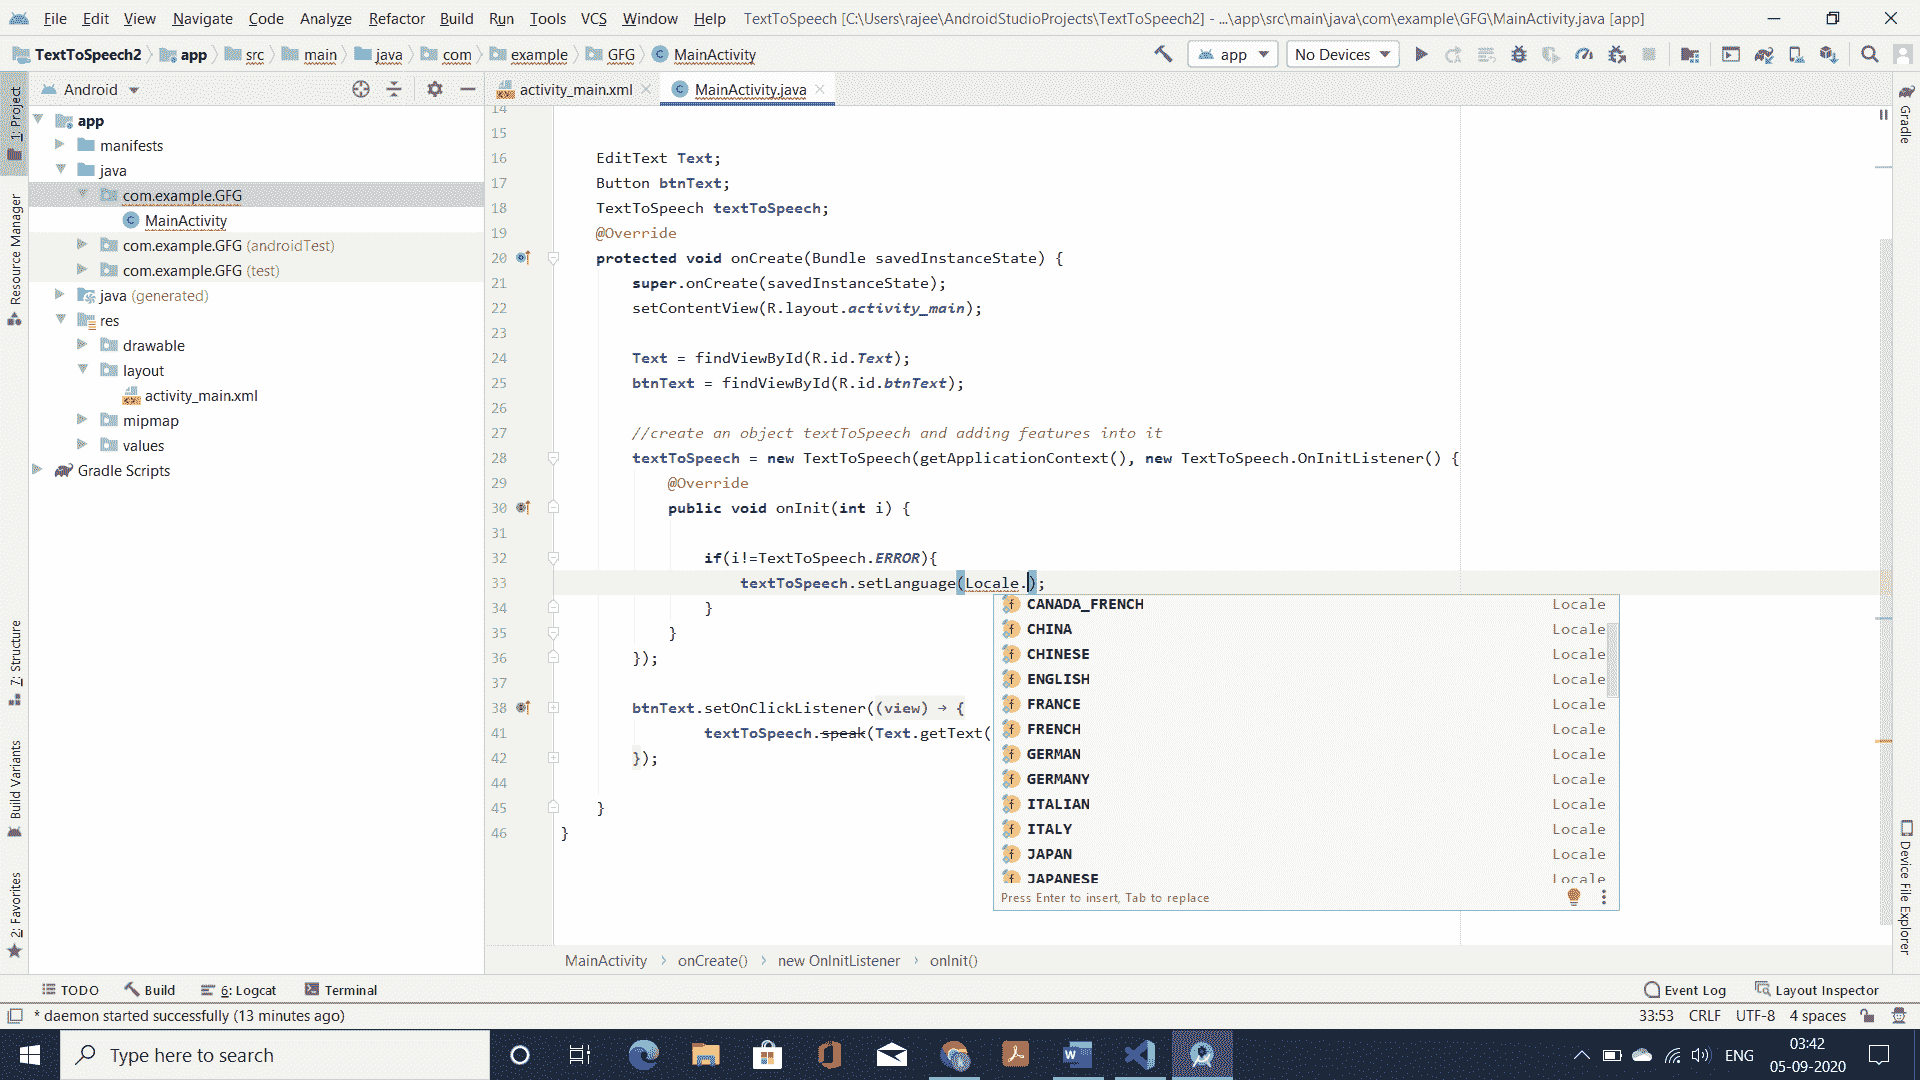 File Edit View Navigate Code Analyze Refactor Build Run Tools VCS Window Help TextToSpeech [C:\Users\rajee\AndroidStudioProjects\TextToSpeech2] - ...\app\src\main\java\com\example\GFG\MainActivity.java [app]
TextToSpeech2 app src main java com example GFG MainActivity app No Devices
Android activity_main.xml MainActivity.java
1: Project
Resource Manager
7: Structure
Build Variants
2: Favorites
app
manifests
java
com.example.GFG
MainActivity
com.example.GFG (androidTest)
com.example.GFG (test)
java (generated)
res
drawable
layout
activity_main.xml
mipmap
values
Gradle Scripts
14
15
16 EditText Text;
17 Button btnText;
18 TextToSpeech textToSpeech;
19 @Override
20 protected void onCreate(Bundle savedInstanceState) {
21 super.onCreate(savedInstanceState);
22 setContentView(R.layout.activity_main);
23
24 Text = findViewById(R.id.Text);
25 btnText = findViewById(R.id.btnText);
26
27 //create an object textToSpeech and adding features into it
28 textToSpeech = new TextToSpeech(getApplicationContext(), new TextToSpeech.OnInitListener() {
29 @Override
30 public void onInit(int i) {
31
32 if(i!=TextToSpeech.ERROR){
33 textToSpeech.setLanguage(Locale.);
34 }
35 }
36 });
37
38 btnText.setOnClickListener((view) → {
41 textToSpeech.speak(Text.getText(
42 });
44
45 }
46 }
CANADA_FRENCH Locale
CHINA Locale
CHINESE Locale
ENGLISH Locale
FRANCE Locale
FRENCH Locale
GERMAN Locale
GERMANY Locale
ITALIAN Locale
ITALY Locale
JAPAN Locale
JAPANESE Locale
Press Enter to insert, Tab to replace
Gradle
Device File Explorer
MainActivity › onCreate() › new OnInitListener › onInit()
TODO Build 6: Logcat Terminal Event Log Layout Inspector
* daemon started successfully (13 minutes ago) 33:53 CRLF UTF-8 4 spaces
Type here to search ENG 03:42
05-09-2020